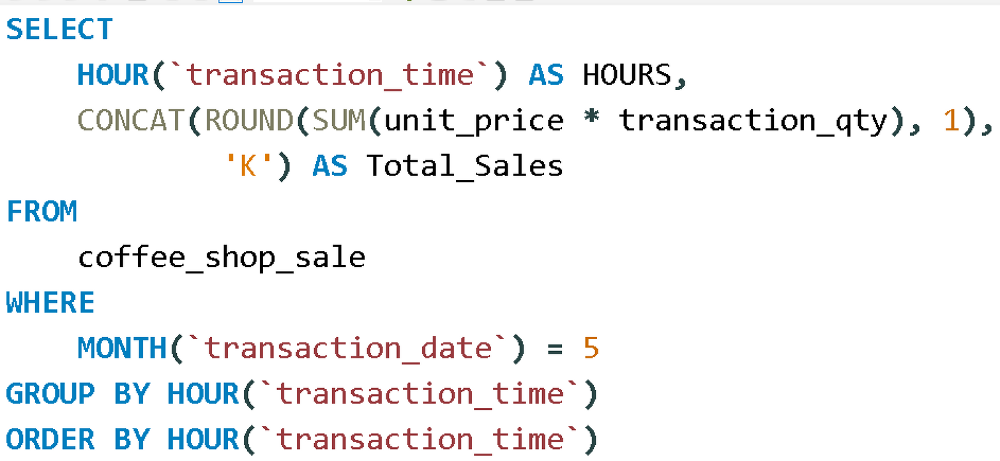 SELECT
HOUR(`transaction_time`) AS HOURS,
CONCAT(ROUND(SUM(unit_price * transaction_qty), 1),
'K') AS Total_Sales
FROM
coffee_shop_sale
WHERE
MONTH(`transaction_date`) = 5
GROUP BY HOUR(`transaction_time`)
ORDER BY HOUR(`transaction_time`)